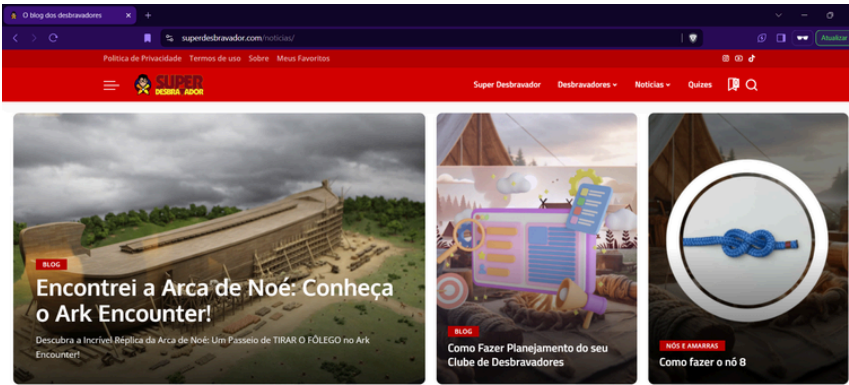 O blog dos desbravadores
superdesbravador.com/noticias/
Atualizar
Política de Privacidade Termos de uso Sobre Meus Favoritos
SUPER
DESBRAVADOR
Super Desbravador Desbravadores Notícias Quizes
BLOG
Encontrei a Arca de Noé: Conheça
o Ark Encounter!
Descubra a Incrível Réplica da Arca de Noé: Um Passeio de TIRAR O FÔLEGO no Ark
Encounter!
BLOG
Como Fazer Planejamento do seu
Clube de Desbravadores
NÓS E AMARRAS
Como fazer o nó 8